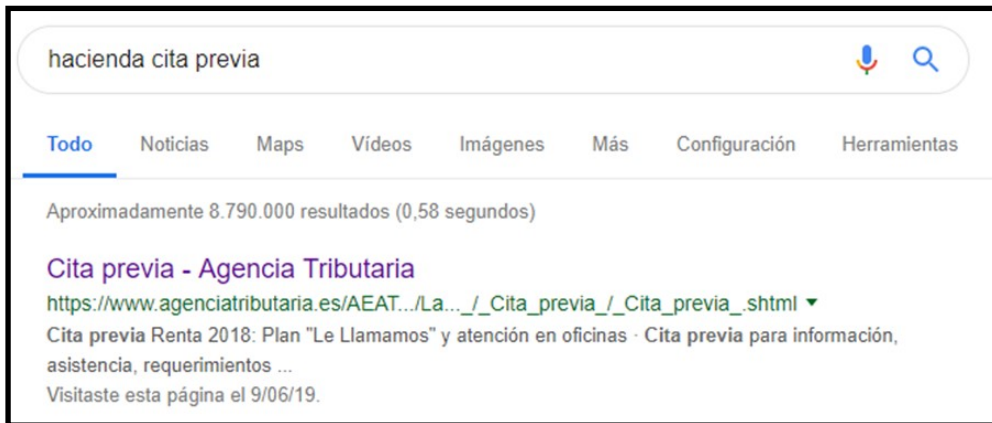 hacienda cita previa
Todo Noticias Maps Vídeos Imágenes Más Configuración Herramientas
Aproximadamente 8.790.000 resultados (0,58 segundos)
Cita previa - Agencia Tributaria
https://www.agenciatributaria.es/AEAT.../La..._/_Cita_previa_/_Cita_previa_.shtml
Cita previa Renta 2018: Plan "Le Llamamos" y atención en oficinas · Cita previa para información,
asistencia, requerimientos ...
Visitaste esta página el 9/06/19.